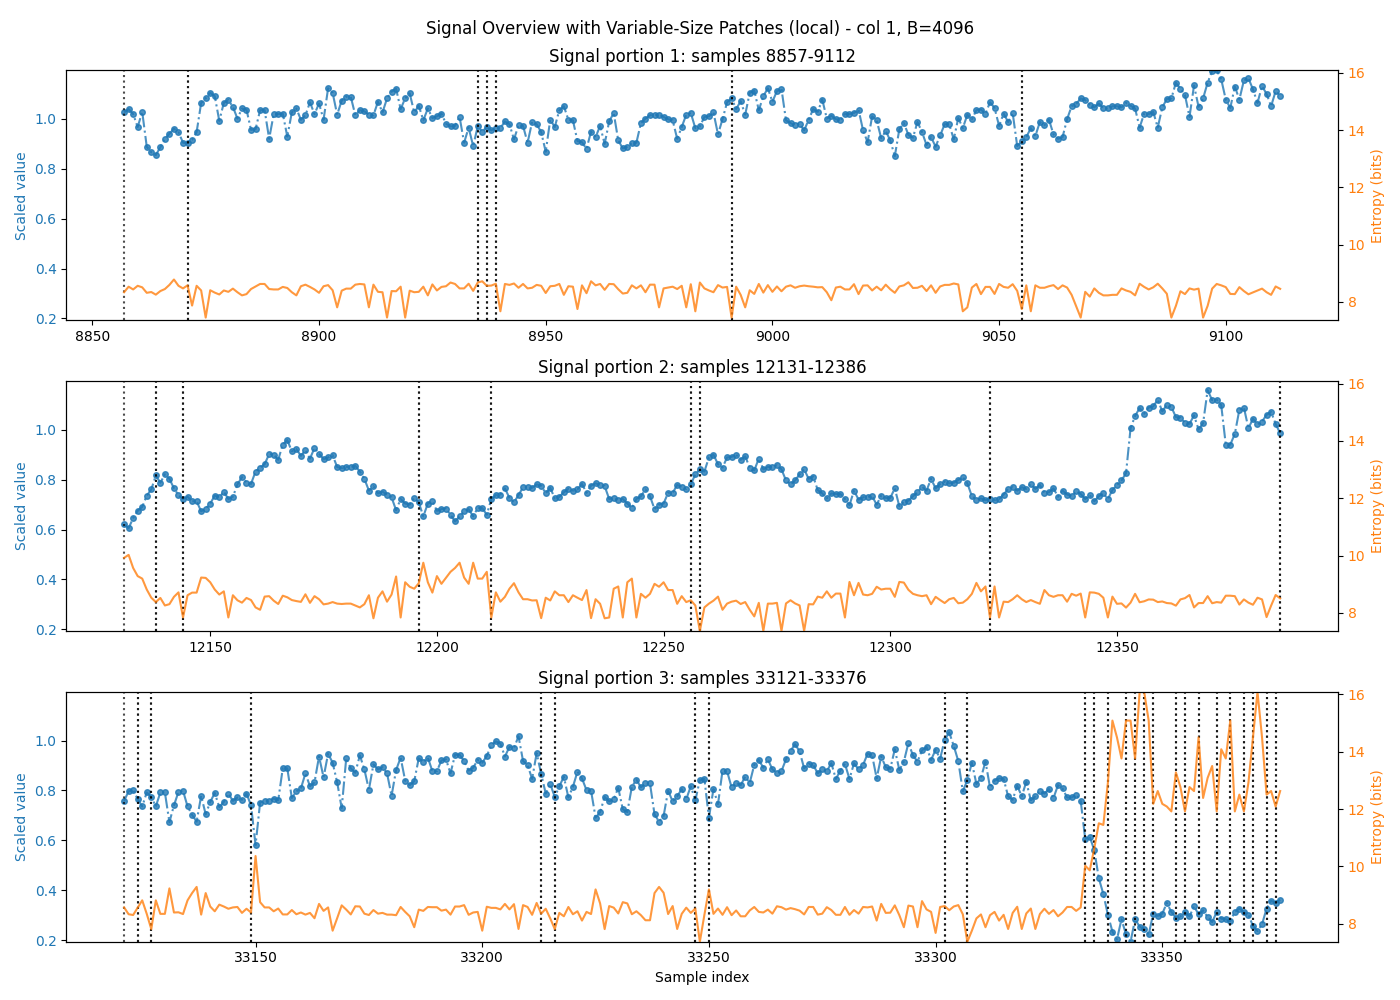 Signal Overview with Variable-Size Patches (local) - col 1, B=4096
Signal portion 1: samples 8857-9112
Scaled value
1.0
0.8
0.6
0.4
0.2
16
14
12
10
8
Entropy (bits)
8850 8900 8950 9000 9050 9100
Signal portion 2: samples 12131-12386
Scaled value
1.0
0.8
0.6
0.4
0.2
16
14
12
10
8
Entropy (bits)
12150 12200 12250 12300 12350
Signal portion 3: samples 33121-33376
Scaled value
1.0
0.8
0.6
0.4
0.2
16
14
12
10
8
Entropy (bits)
33150 33200 33250 33300 33350
Sample index